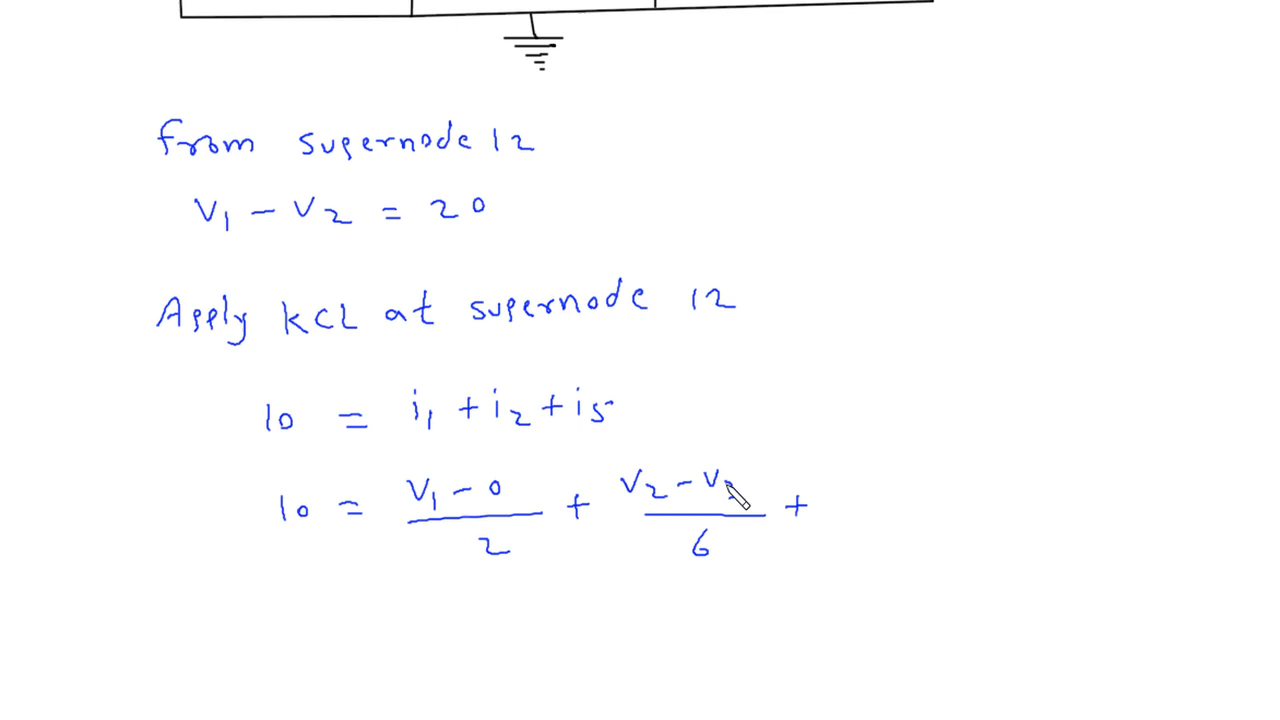 From supernode 12
V1 - V2 = 20
Apply KCL at supernode 12
10 = i1 + i2 + i5
10 = (V1 - 0)/2 + (V2 - V3)/6 +